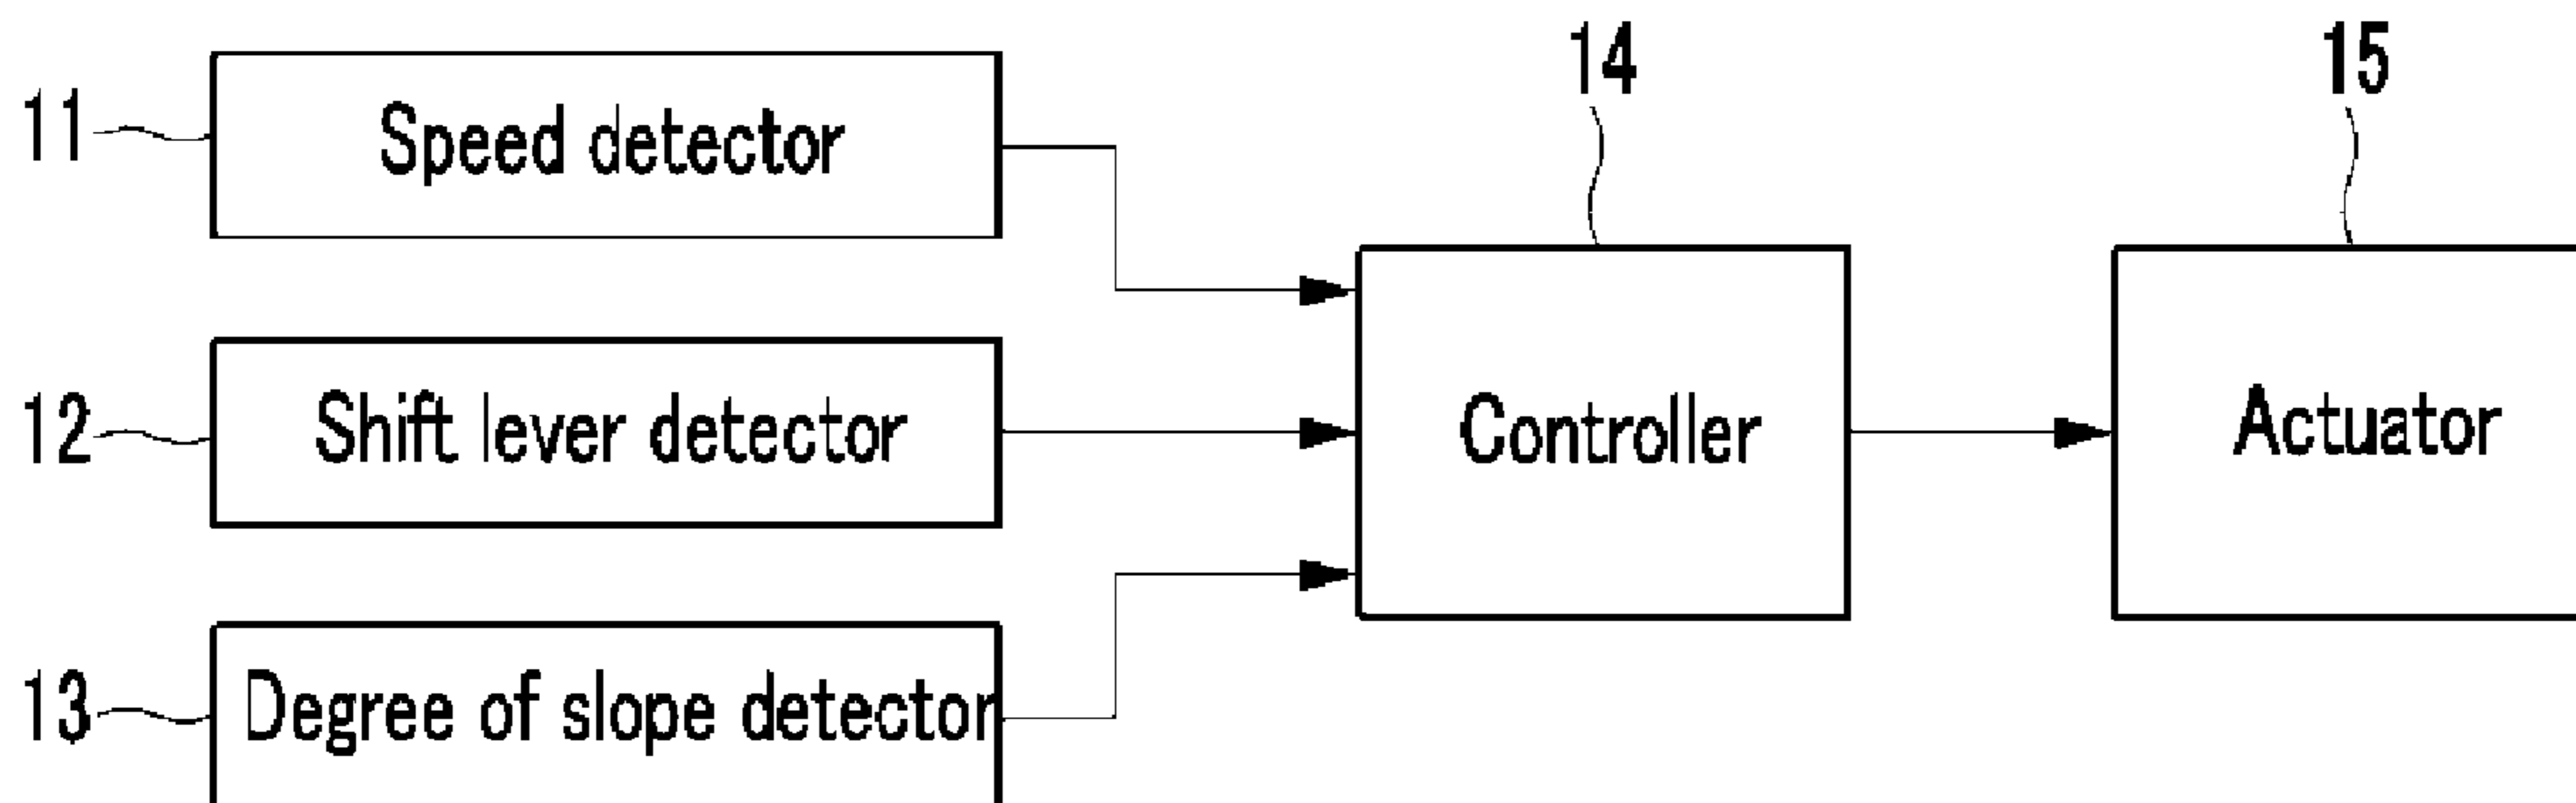 14
15
11
Speed detector
12
Shift lever detector
Controller
Actuator
13
Degree of slope detector